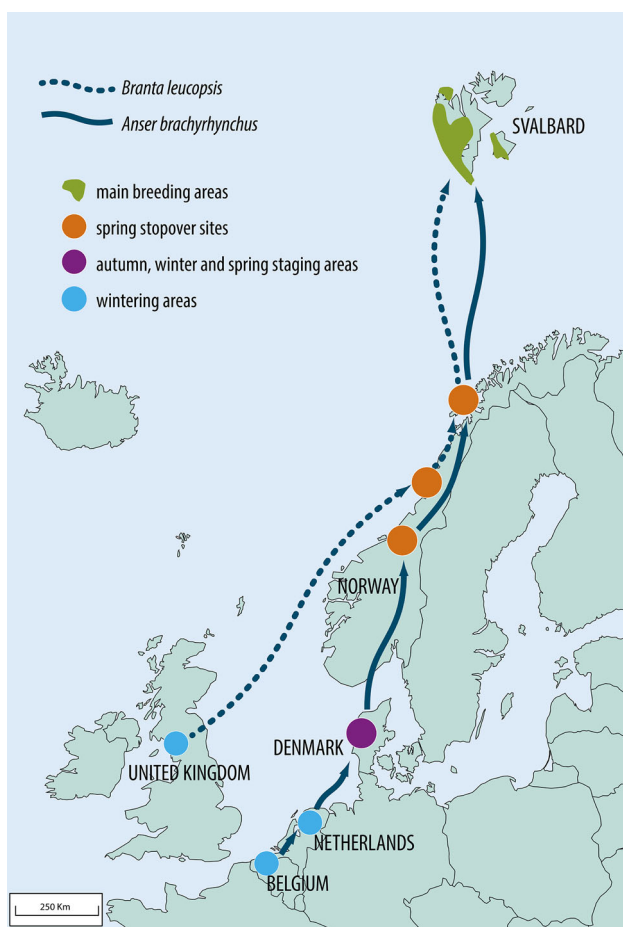 Branta leucopsis
Anser brachyrhynchus
SVALBARD
main breeding areas
spring stopover sites
autumn, winter and spring staging areas
wintering areas
NORWAY
DENMARK
UNITED KINGDOM
NETHERLANDS
BELGIUM
250 Km